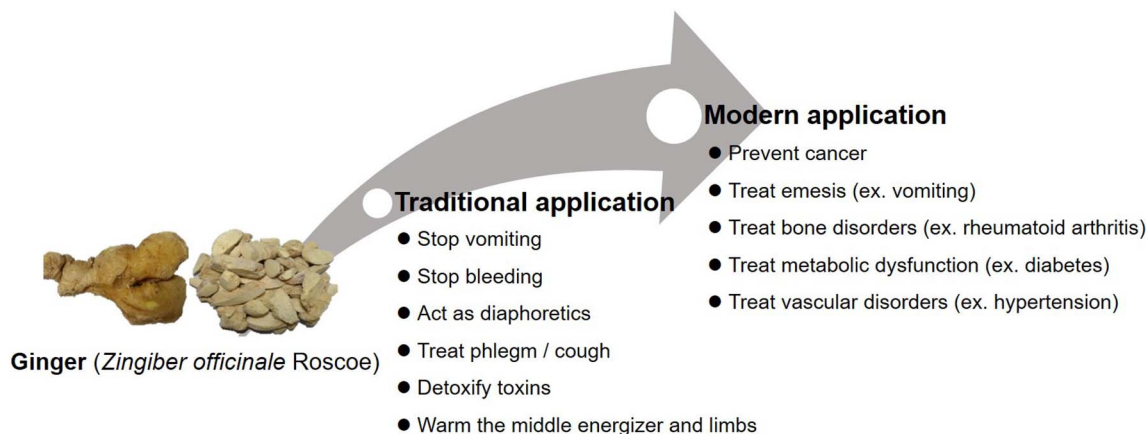 Modern application
● Prevent cancer
● Treat emesis (ex. vomiting)
● Treat bone disorders (ex. rheumatoid arthritis)
● Treat metabolic dysfunction (ex. diabetes)
● Treat vascular disorders (ex. hypertension)
Traditional application
● Stop vomiting
● Stop bleeding
● Act as diaphoretics
● Treat phlegm / cough
● Detoxify toxins
● Warm the middle energizer and limbs
Ginger (Zingiber officinale Roscoe)